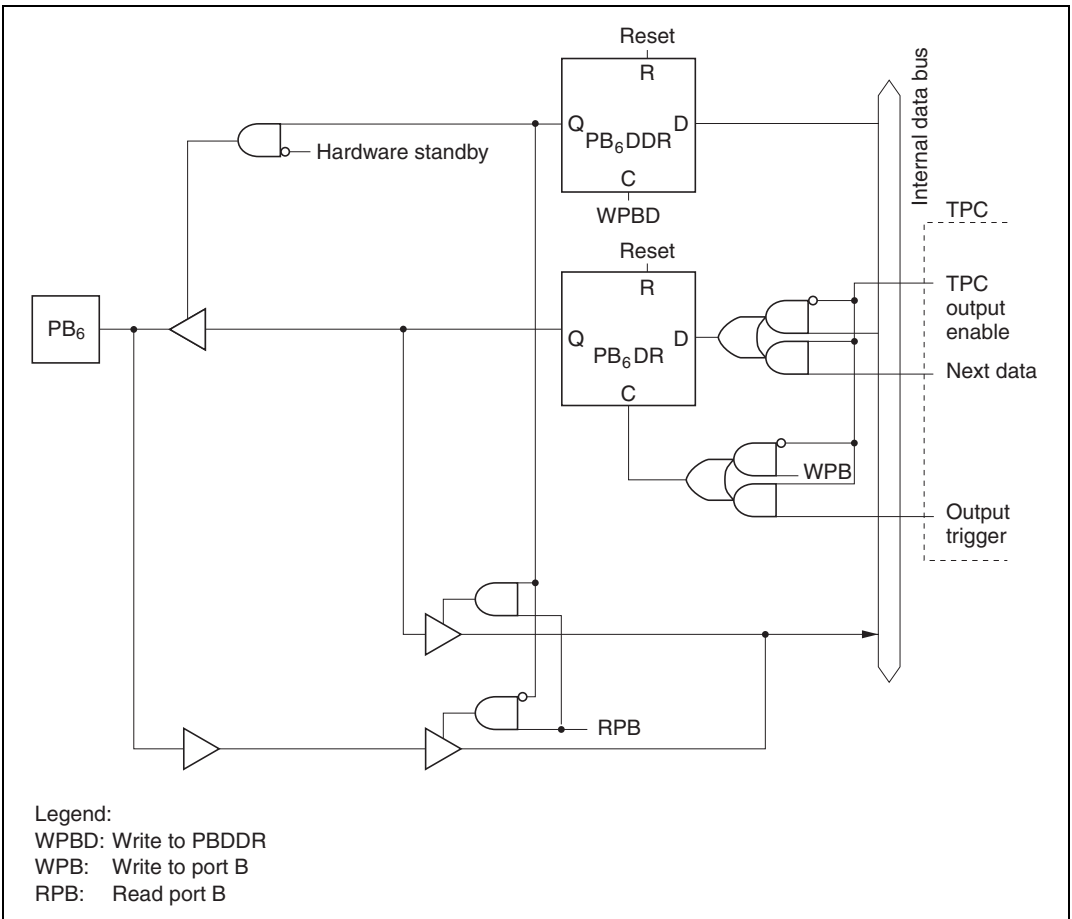 Reset
R
Q
PB₆DDR
D
C
WPBD
Hardware standby
Internal data bus
TPC
Reset
R
Q
PB₆DR
D
C
PB₆
TPC
output
enable
Next data
WPB
Output
trigger
RPB
Legend:
WPBD: Write to PBDDR
WPB: Write to port B
RPB: Read port B